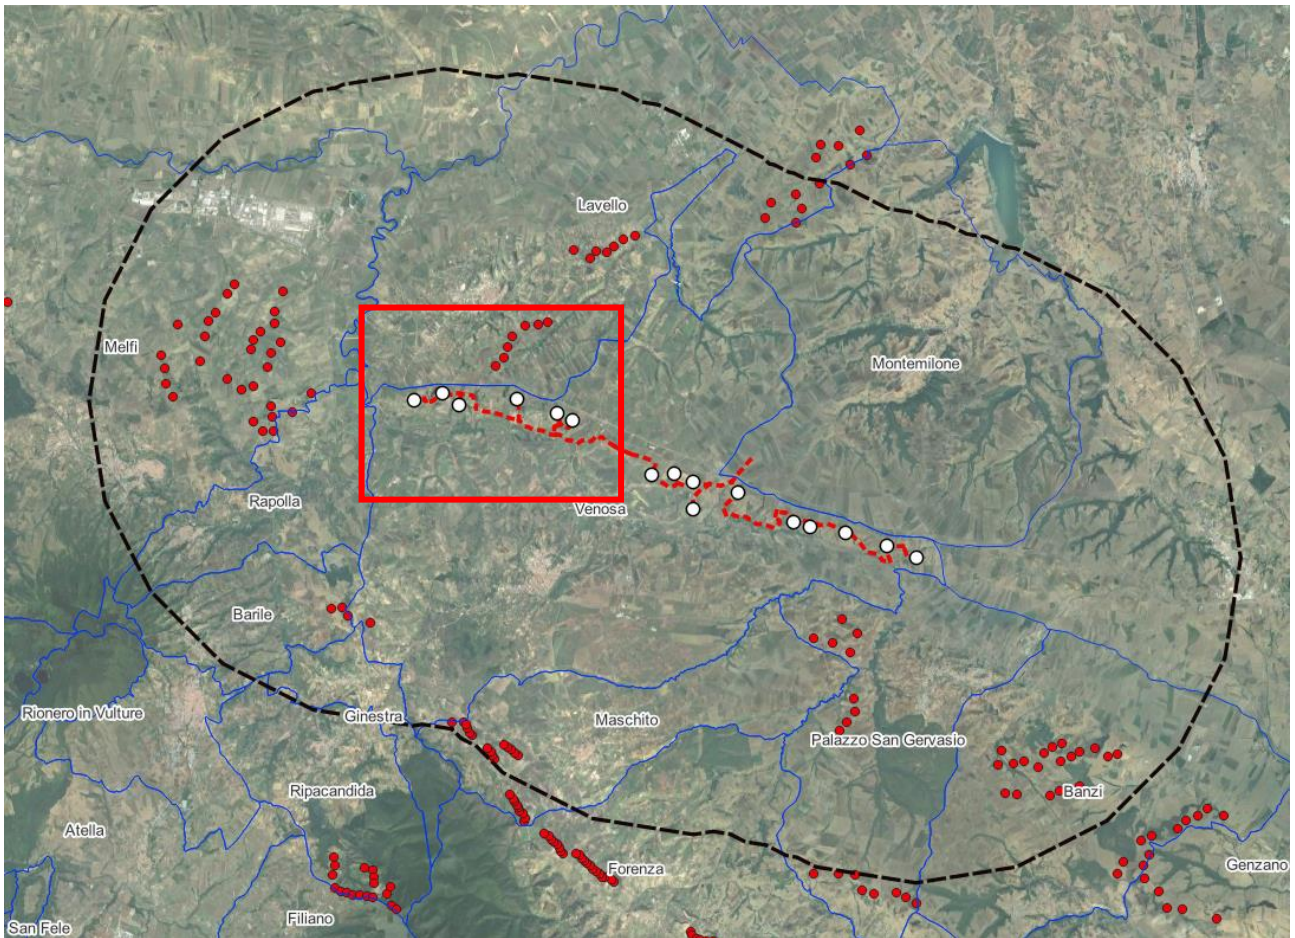 Lavello
Melfi
Montemilone
Rapolla
Venosa
Barile
Rionero in Vulture
Ginestra
Maschito
Palazzo San Gervasio
Ripacandida
Banzi
Atella
Forenza
Genzano
Filiano
San Fele